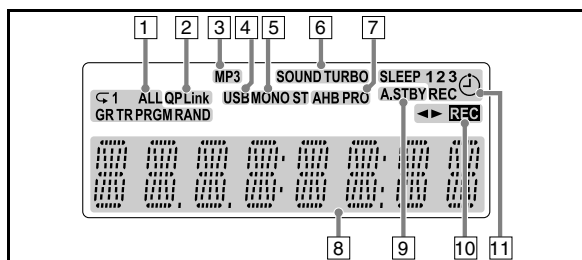 1 2 3 4 5 6 7
MP3 SOUND TURBO SLEEP 1 2 3
1 ALL QP Link USB MONO ST AHB PRO A.STBY REC
GR TR PRGM RAND REC
8 9 10 11